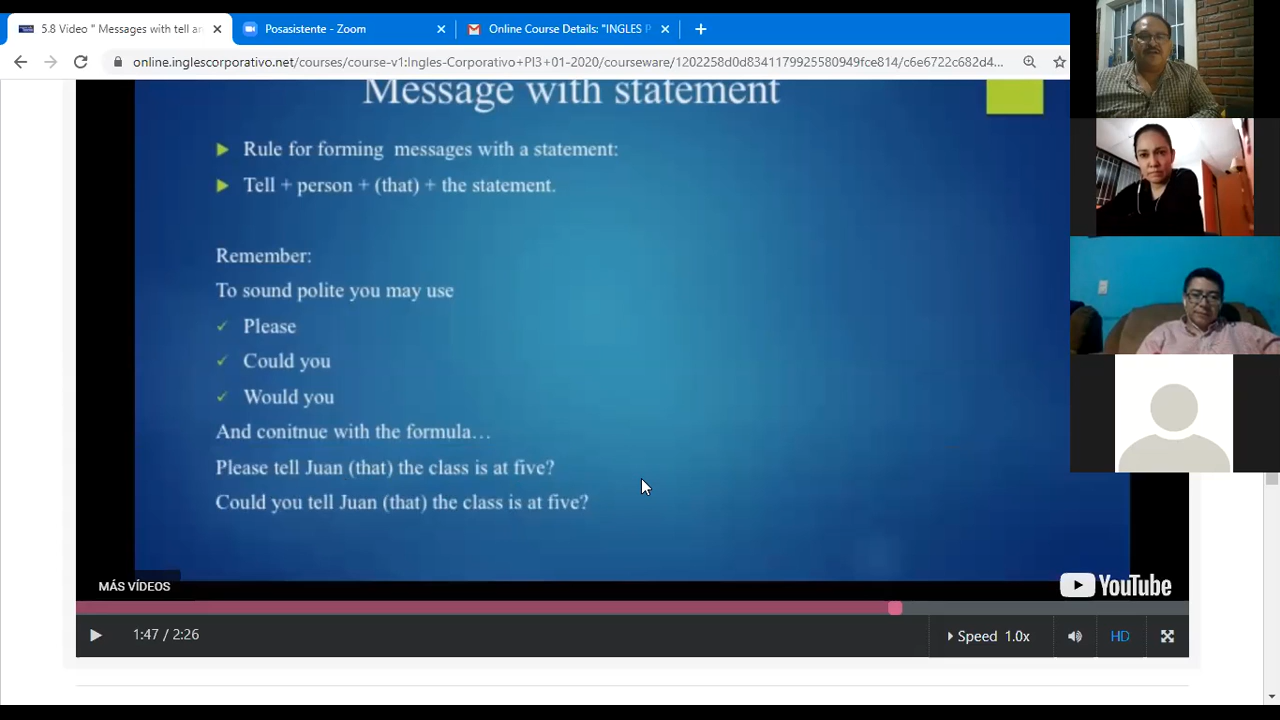 5.8 Video " Messages with tell an
Posasistente - Zoom
Online Course Details: "INGLES P
online.inglescorporativo.net/courses/course-v1:Ingles-Corporativo+PI3+01-2020/courseware/1202258d0d8341179925580949fce814/c6e6722c632d4...
Message with statement
Rule for forming messages with a statement:
Tell + person + (that) + the statement.
Remember:
To sound polite you may use
Please
Could you
Would you
And conitnue with the formula...
Please tell Juan (that) the class is at five?
Could you tell Juan (that) the class is at five?
MÁS VÍDEOS
YouTube
1:47 / 2:26
Speed 1.0x
HD